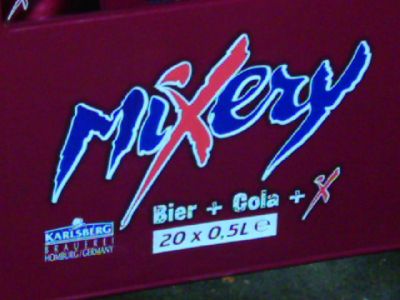 MiXery
Bier + Cola + X
20 x 0,5L ℮
KARLSBERG
BRAUEREI
HOMBURG/GERMANY